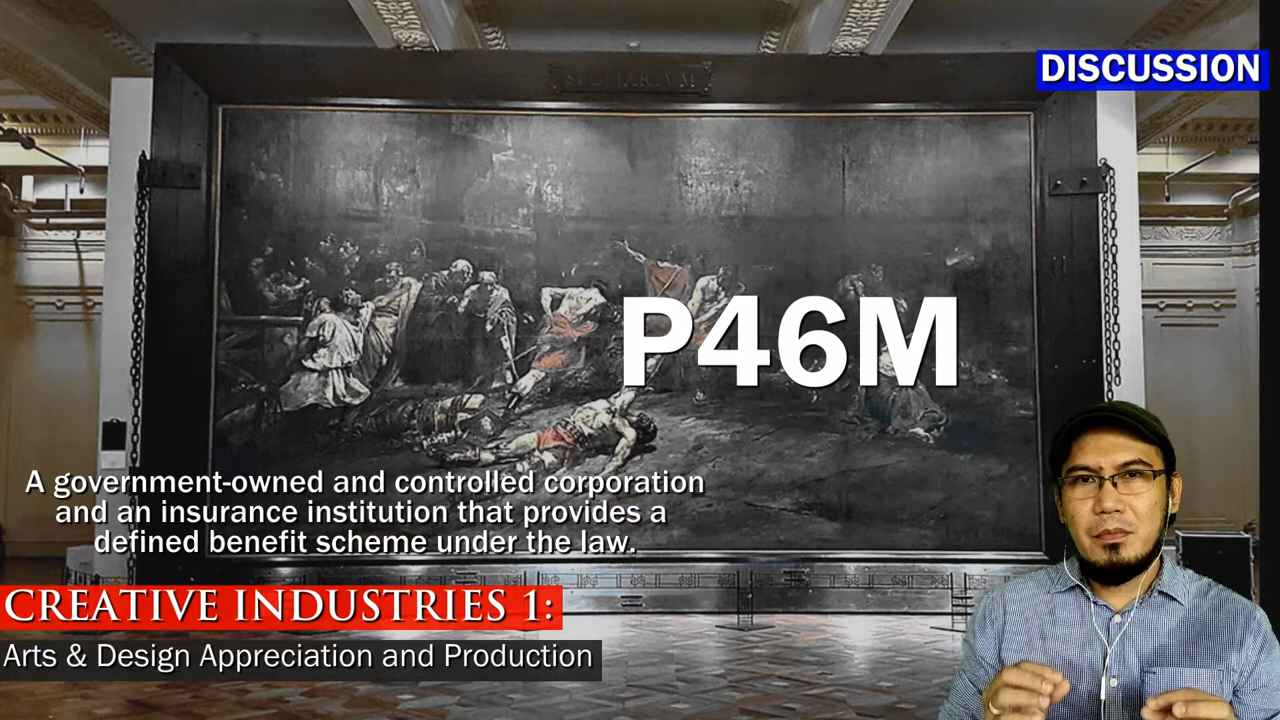 SPOLIARIVM
DISCUSSION
P46M
A government-owned and controlled corporation
and an insurance institution that provides a
defined benefit scheme under the law.
CREATIVE INDUSTRIES 1:
Arts & Design Appreciation and Production